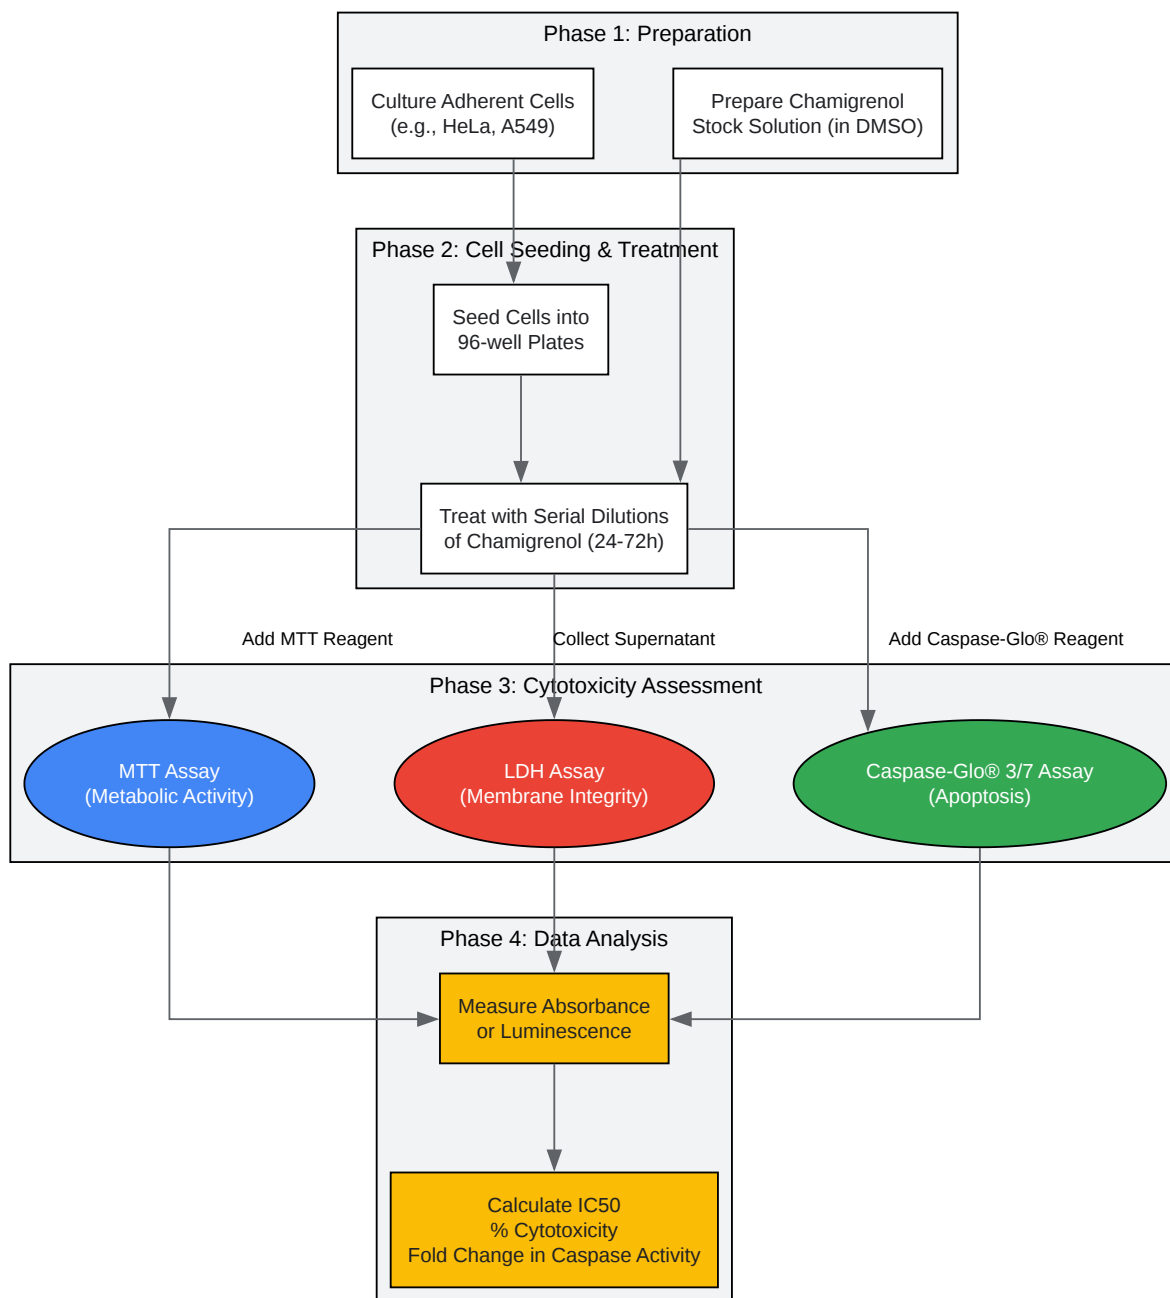 Phase 1: Preparation
Culture Adherent Cells
(e.g., HeLa, A549)
Prepare Chamigrenol
Stock Solution (in DMSO)
Phase 2: Cell Seeding & Treatment
Seed Cells into
96-well Plates
Treat with Serial Dilutions
of Chamigrenol (24-72h)
Add MTT Reagent
Collect Supernatant
Add Caspase-Glo® Reagent
Phase 3: Cytotoxicity Assessment
MTT Assay
(Metabolic Activity)
LDH Assay
(Membrane Integrity)
Caspase-Glo® 3/7 Assay
(Apoptosis)
Phase 4: Data Analysis
Measure Absorbance
or Luminescence
Calculate IC50
% Cytotoxicity
Fold Change in Caspase Activity